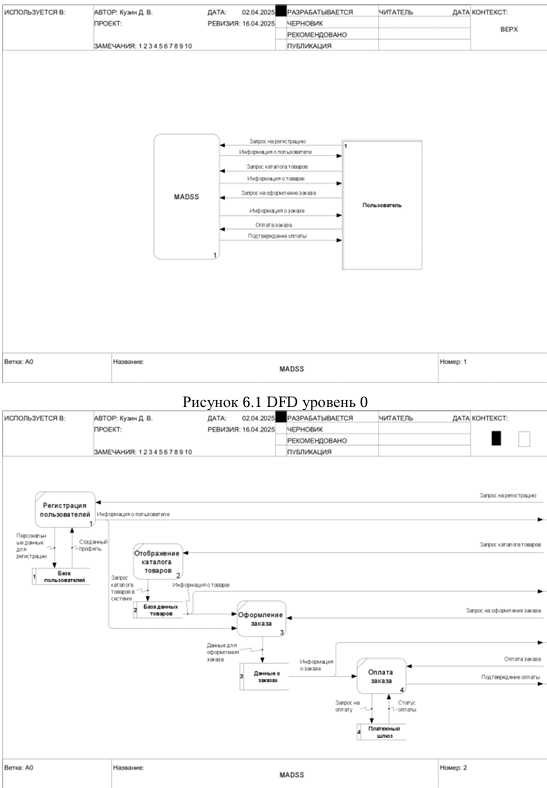 ИСПОЛЬЗУЕТСЯ В: АВТОР: Кузин Д. В. ДАТА: 02.04.2025 РАЗРАБАТЫВАЕТСЯ ЧИТАТЕЛЬ ДАТА КОНТЕКСТ:
ПРОЕКТ: РЕВИЗИЯ: 16.04.2025 ЧЕРНОВИК
ВЕРХ
РЕКОМЕНДОВАНО
ЗАМЕЧАНИЯ: 1 2 3 4 5 6 7 8 9 10 ПУБЛИКАЦИЯ
Запрос на регистрацию
1
Информация о пользователе
Запрос каталога товаров
Информация о товарах
Запрос на оформление заказа
MADSS
Пользователь
Информация о заказе
Оплата заказа
Подтверждение оплаты
1
Ветка: A0 Название: Номер: 1
MADSS
Рисунок 6.1 DFD уровень 0
ИСПОЛЬЗУЕТСЯ В: АВТОР: Кузин Д. В. ДАТА: 02.04.2025 РАЗРАБАТЫВАЕТСЯ ЧИТАТЕЛЬ ДАТА КОНТЕКСТ:
ПРОЕКТ: РЕВИЗИЯ: 16.04.2025 ЧЕРНОВИК
РЕКОМЕНДОВАНО
ЗАМЕЧАНИЯ: 1 2 3 4 5 6 7 8 9 10 ПУБЛИКАЦИЯ
Запрос на регистрацию
Регистрация
пользователей
1
Информация о пользователе
Персональн
ые данные
для
регистрации
Созданный
профиль
Запрос каталога товаров
Отображение
каталога
товаров
2
1
База
пользователей
Запрос
каталога
товаров в
системе
Информация о товарах
2
База данных
товаров
Запрос на оформление заказа
Оформление
заказа
3
Данные для
оформления
заказа
Информация
о заказе
Оплата заказа
3
Данные о
заказах
Оплата
заказа
4
Подтверждение оплаты
Запрос на
оплату
Статус
оплаты
4
Платежный
шлюз
Ветка: A0 Название: Номер: 2
MADSS